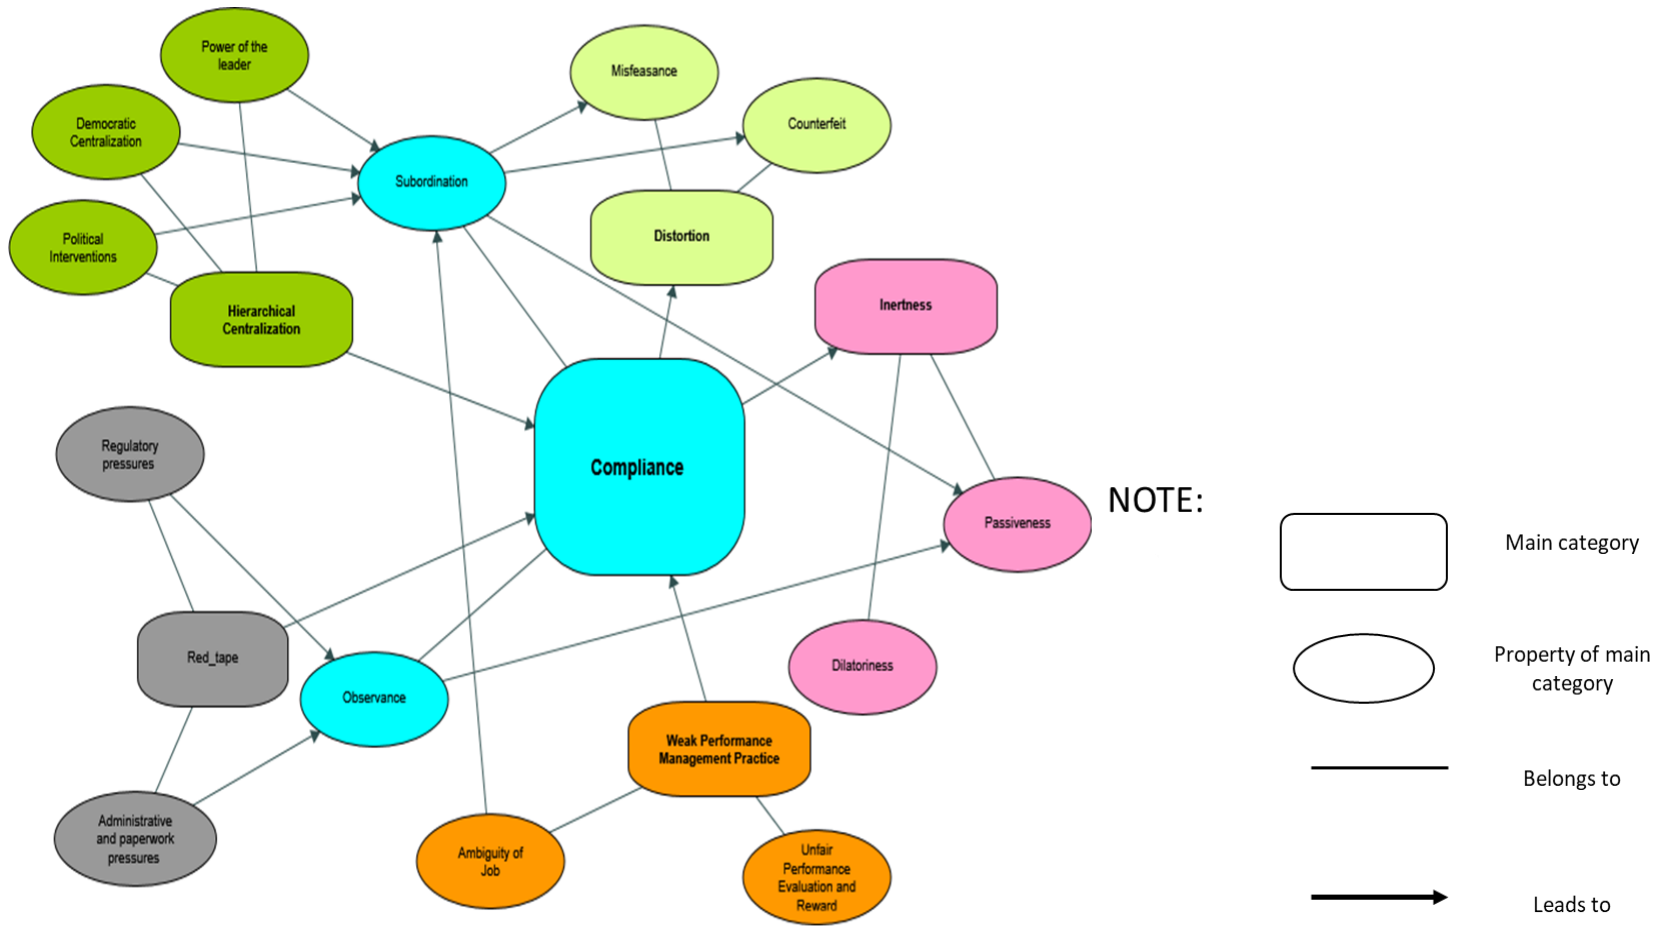 Power of the
leader
Misfeasance
Democratic
Centralization
Counterfeit
Subordination
Political
Interventions
Distortion
Hierarchical
Centralization
Inertness
Regulatory
pressures
Compliance
Passiveness
NOTE:
Main category
Red_tape
Observance
Dilatoriness
Property of main
category
Weak Performance
Management Practice
Belongs to
Administrative
and paperwork
pressures
Ambiguity of
Job
Unfair
Performance
Evaluation and
Reward
Leads to